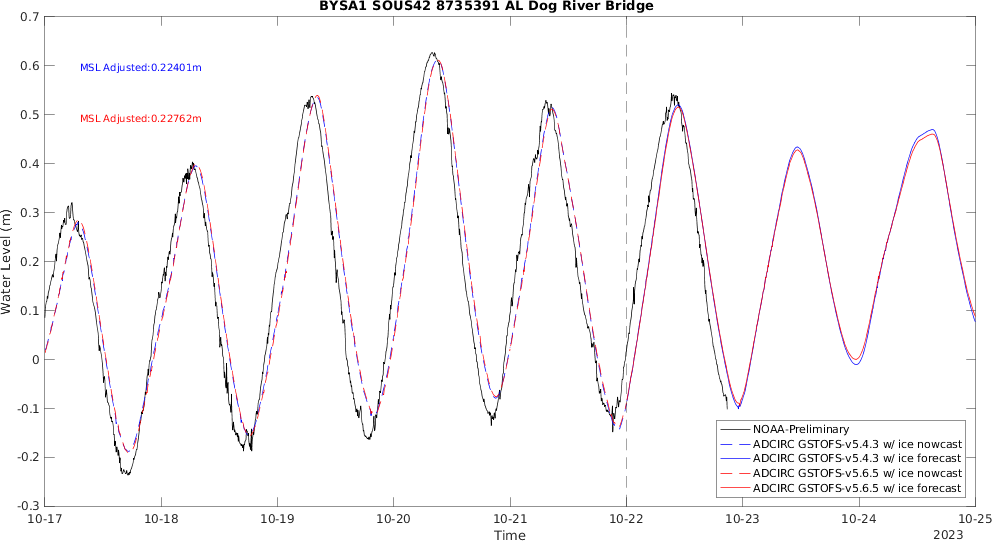 BYSA1 SOUS42 8735391 AL Dog River Bridge
0.7
0.6
0.5
0.4
0.3
0.2
0.1
0
-0.1
-0.2
-0.3
Water Level (m)
MSL Adjusted:0.22401m
MSL Adjusted:0.22762m
NOAA-Preliminary
ADCIRC GSTOFS-v5.4.3 w/ ice nowcast
ADCIRC GSTOFS-v5.4.3 w/ ice forecast
ADCIRC GSTOFS-v5.6.5 w/ ice nowcast
ADCIRC GSTOFS-v5.6.5 w/ ice forecast
10-17 10-18 10-19 10-20 10-21 10-22 10-23 10-24 10-25
Time
2023